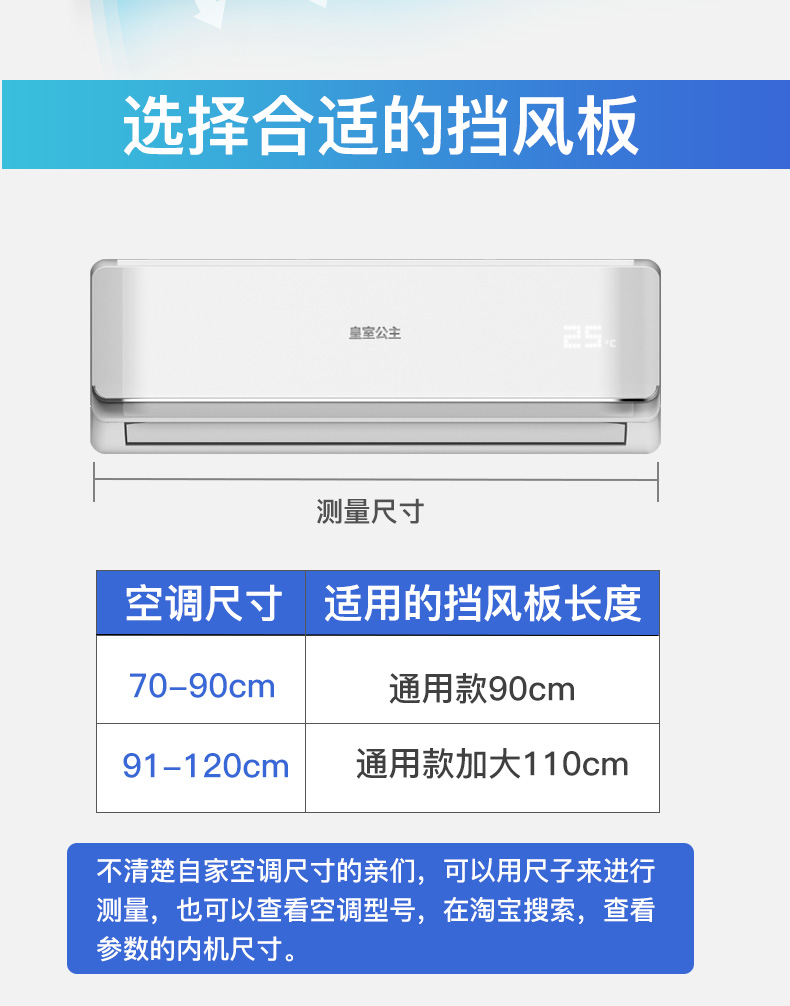 选择合适的挡风板
皇室公主
25℃
测量尺寸
空调尺寸 适用的挡风板长度
70-90cm 通用款90cm
91-120cm 通用款加大110cm
不清楚自家空调尺寸的亲们，可以用尺子来进行
测量，也可以查看空调型号，在淘宝搜索，查看
参数的内机尺寸。